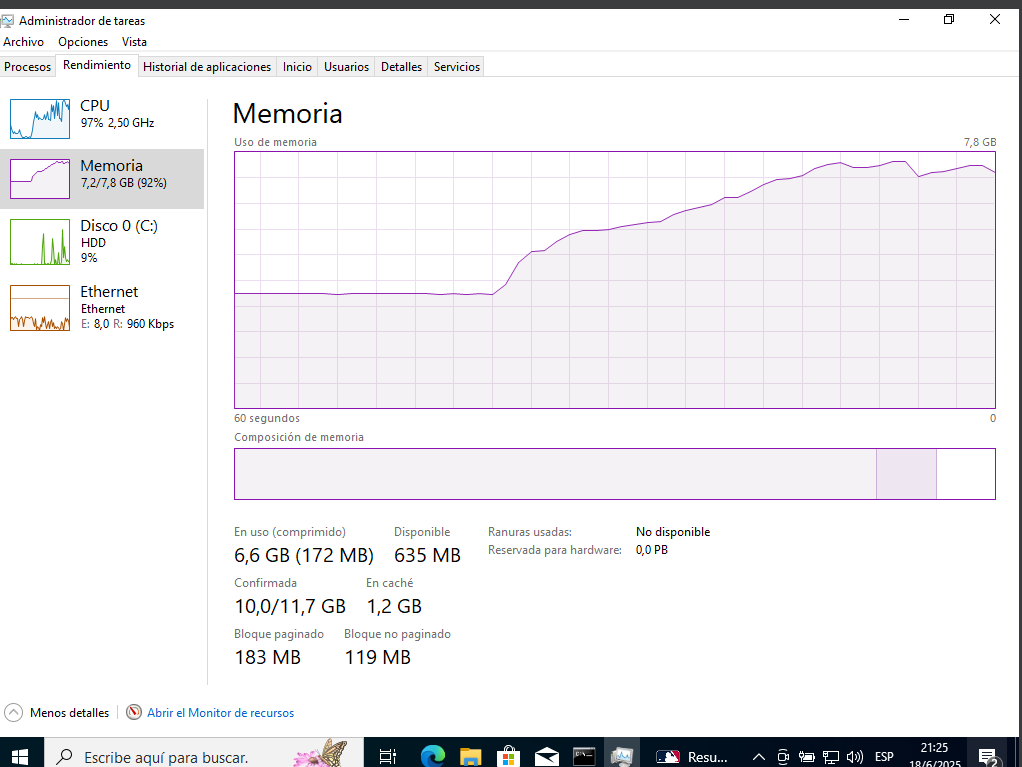 Administrador de tareas
Archivo Opciones Vista
Procesos Rendimiento Historial de aplicaciones Inicio Usuarios Detalles Servicios
CPU
97% 2,50 GHz
Memoria
7,2/7,8 GB (92%)
Disco 0 (C:)
HDD
9%
Ethernet
Ethernet
E: 8,0 R: 960 Kbps
Memoria
Uso de memoria 7,8 GB
60 segundos 0
Composición de memoria
En uso (comprimido) Disponible Ranuras usadas: No disponible
6,6 GB (172 MB) 635 MB Reservada para hardware: 0,0 PB
Confirmada En caché
10,0/11,7 GB 1,2 GB
Bloque paginado Bloque no paginado
183 MB 119 MB
Menos detalles Abrir el Monitor de recursos
Escribe aquí para buscar. Resu... ESP 21:25
18/6/2025 2